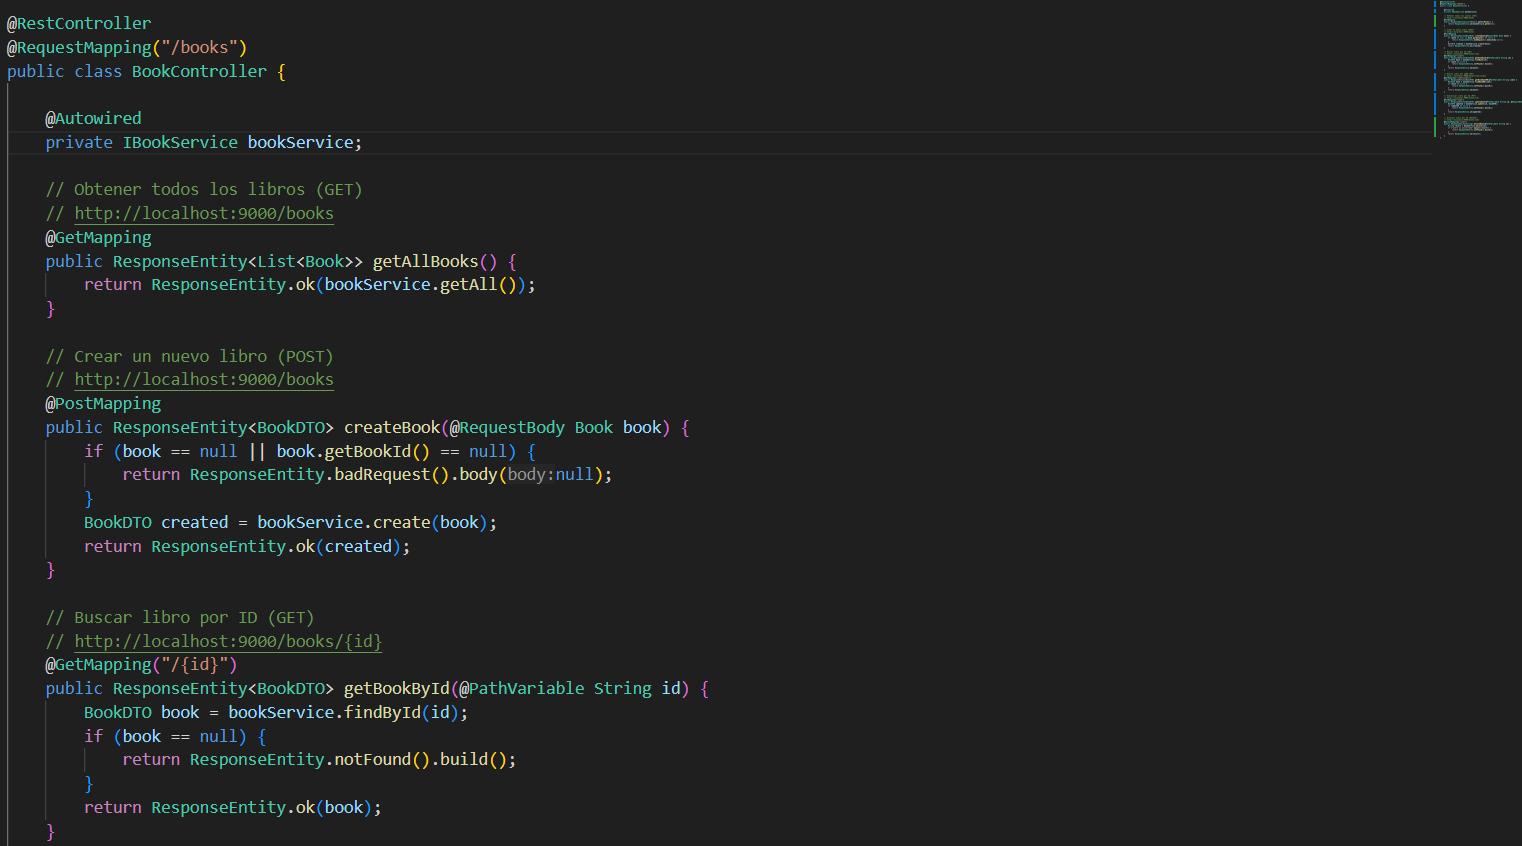 @RestController
@RequestMapping("/books")
public class BookController {
@Autowired
private IBookService bookService;
// Obtener todos los libros (GET)
// http://localhost:9000/books
@GetMapping
public ResponseEntity<List<Book>> getAllBooks() {
return ResponseEntity.ok(bookService.getAll());
}
// Crear un nuevo libro (POST)
// http://localhost:9000/books
@PostMapping
public ResponseEntity<BookDTO> createBook(@RequestBody Book book) {
if (book == null || book.getBookId() == null) {
return ResponseEntity.badRequest().body(body:null);
}
BookDTO created = bookService.create(book);
return ResponseEntity.ok(created);
}
// Buscar libro por ID (GET)
// http://localhost:9000/books/{id}
@GetMapping("/{id}")
public ResponseEntity<BookDTO> getBookById(@PathVariable String id) {
BookDTO book = bookService.findById(id);
if (book == null) {
return ResponseEntity.notFound().build();
}
return ResponseEntity.ok(book);
}